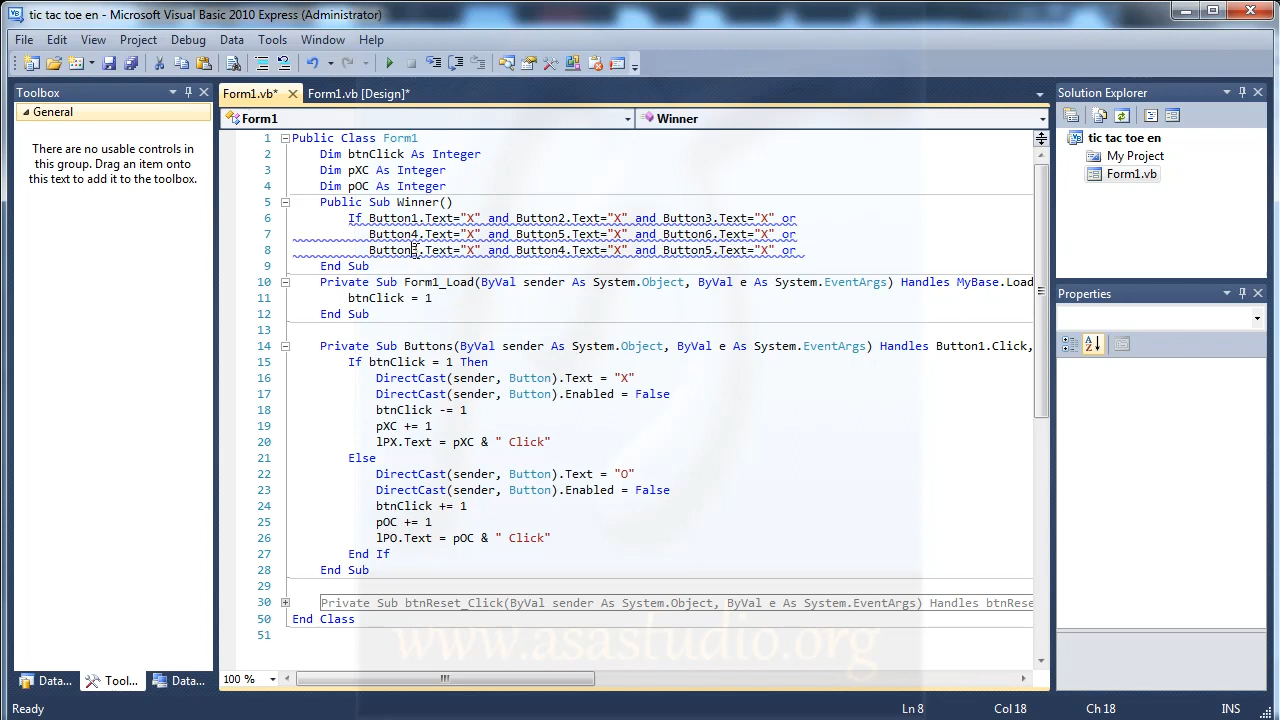 tic tac toe en - Microsoft Visual Basic 2010 Express (Administrator)
File Edit View Project Debug Data Tools Window Help
Toolbox
General
There are no usable controls in
this group. Drag an item onto
this text to add it to the toolbox.
Data... Tool... Data...
Form1.vb* Form1.vb [Design]*
Form1 Winner
1 Public Class Form1
2 Dim btnClick As Integer
3 Dim pXC As Integer
4 Dim pOC As Integer
5 Public Sub Winner()
6 If Button1.Text="X" and Button2.Text="X" and Button3.Text="X" or
7 Button4.Text="X" and Button5.Text="X" and Button6.Text="X" or
8 Button .Text="X" and Button4.Text="X" and Button5.Text="X" or
9 End Sub
10 Private Sub Form1_Load(ByVal sender As System.Object, ByVal e As System.EventArgs) Handles MyBase.Load
11 btnClick = 1
12 End Sub
13
14 Private Sub Buttons(ByVal sender As System.Object, ByVal e As System.EventArgs) Handles Button1.Click,
15 If btnClick = 1 Then
16 DirectCast(sender, Button).Text = "X"
17 DirectCast(sender, Button).Enabled = False
18 btnClick -= 1
19 pXC += 1
20 lPX.Text = pXC & " Click"
21 Else
22 DirectCast(sender, Button).Text = "O"
23 DirectCast(sender, Button).Enabled = False
24 btnClick += 1
25 pOC += 1
26 lPO.Text = pOC & " Click"
27 End If
28 End Sub
29
30 Private Sub btnReset_Click(ByVal sender As System.Object, ByVal e As System.EventArgs) Handles btnRese
50 End Class
51
100 %
www.asastudio.org
Solution Explorer
tic tac toe en
My Project
Form1.vb
Properties
Ready Ln 8 Col 18 Ch 18 INS